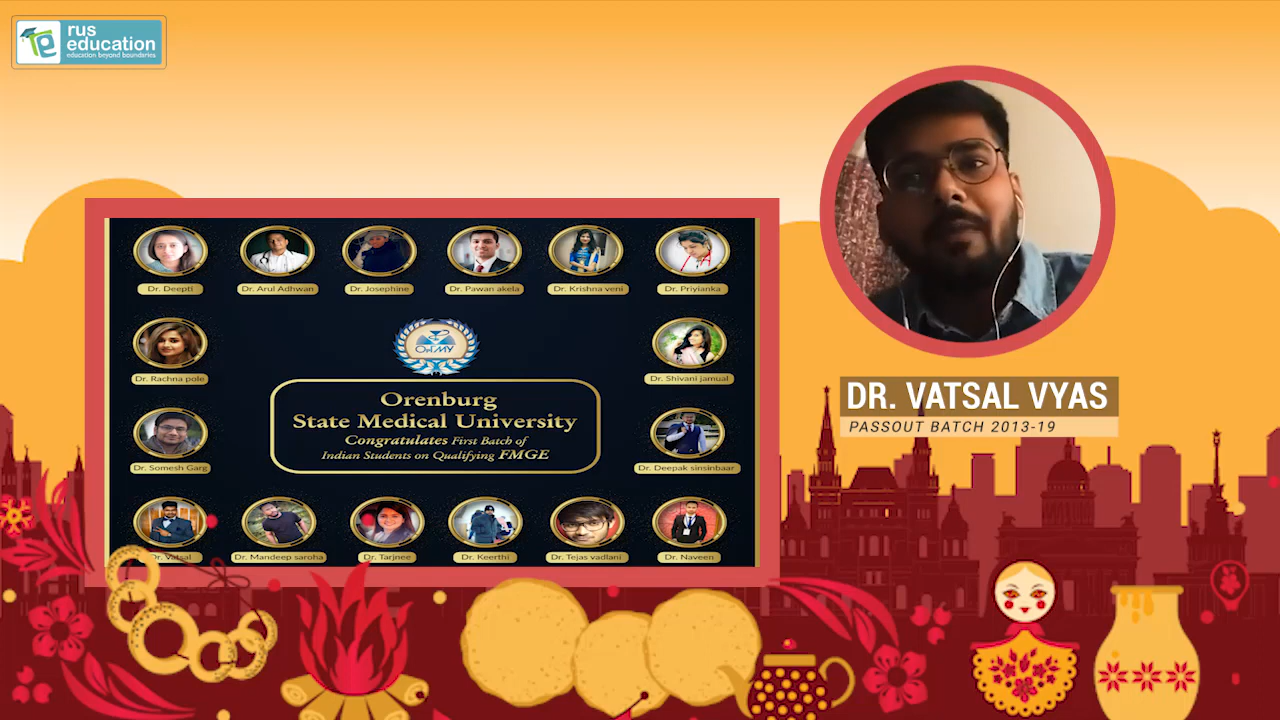 rus
education
education beyond boundaries
Dr. Deepti
Dr. Arul Adhwan
Dr. Josephine
Dr. Pawan akela
Dr. Krishna veni
Dr. Priyianka
Dr. Rachna pole
Dr. Shivani jamual
OrГМУ
Orenburg
State Medical University
Congratulates First Batch of
Indian Students on Qualifying FMGE
Dr. Somesh Garg
Dr. Deepak sinsinbaar
Dr. Vatsal
Dr. Mandeep saroha
Dr. Tarjnee
Dr. Keerthi
Dr. Tejas vadlani
Dr. Naveen
DR. VATSAL VYAS
PASSOUT BATCH 2013-19